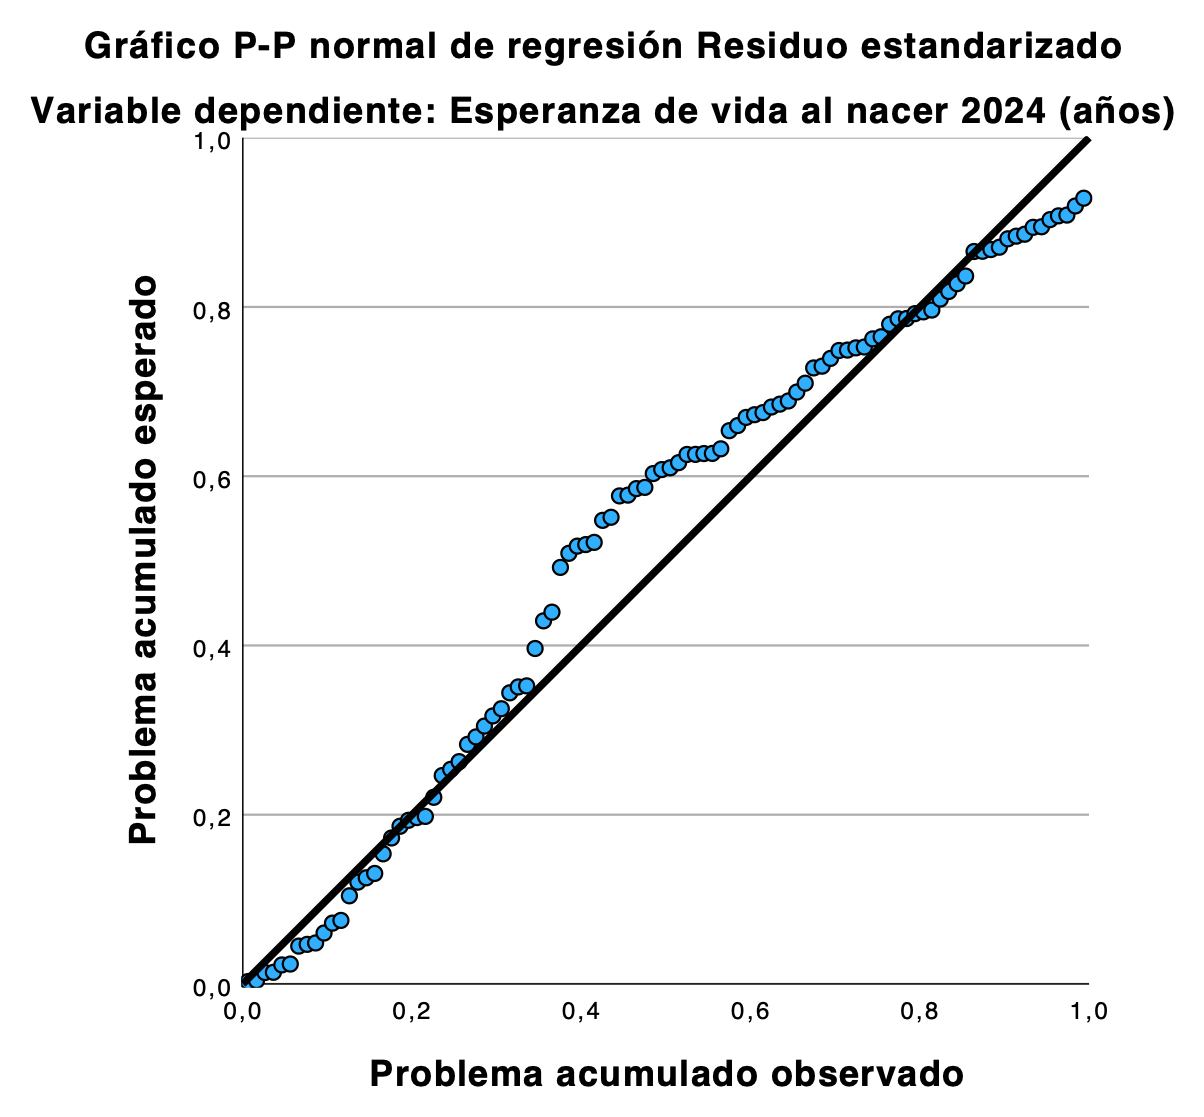 Gráfico P-P normal de regresión Residuo estandarizado
Variable dependiente: Esperanza de vida al nacer 2024 (años)
1,0
0,8
0,6
0,4
0,2
0,0
Problema acumulado esperado
0,0 0,2 0,4 0,6 0,8 1,0
Problema acumulado observado